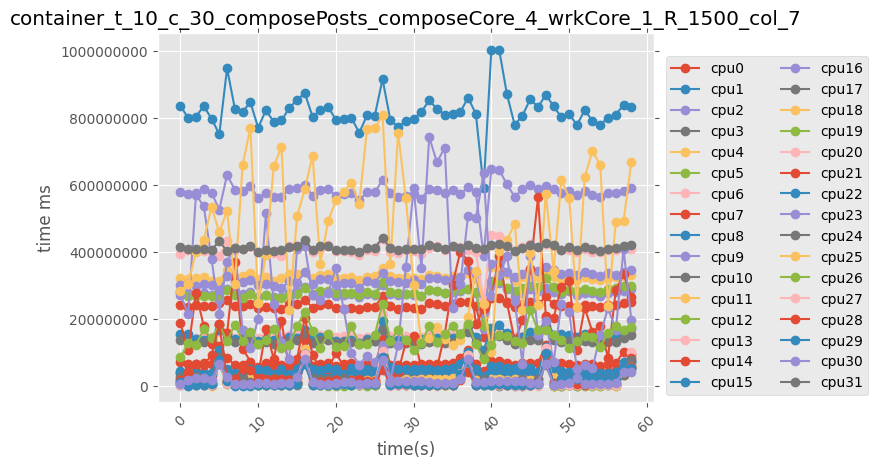 container_t_10_c_30_composePosts_composeCore_4_wrkCore_1_R_1500_col_7
time ms
1000000000
800000000
600000000
400000000
200000000
0
0
10
20
30
40
50
60
time(s)
cpu0
cpu1
cpu2
cpu3
cpu4
cpu5
cpu6
cpu7
cpu8
cpu9
cpu10
cpu11
cpu12
cpu13
cpu14
cpu15
cpu16
cpu17
cpu18
cpu19
cpu20
cpu21
cpu22
cpu23
cpu24
cpu25
cpu26
cpu27
cpu28
cpu29
cpu30
cpu31